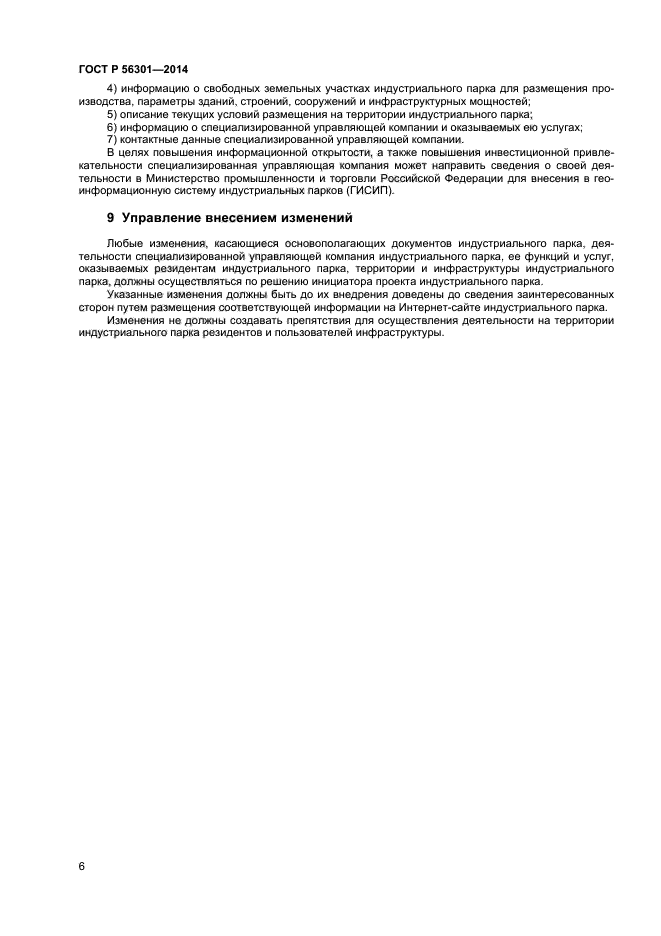 ГОСТ Р 56301—2014
4) информацию о свободных земельных участках индустриального парка для размещения про-
изводства, параметры зданий, строений, сооружений и инфраструктурных мощностей;
5) описание текущих условий размещения на территории индустриального парка;
6) информацию о специализированной управляющей компании и оказываемых ею услугах;
7) контактные данные специализированной управляющей компании.
В целях повышения информационной открытости, а также повышения инвестиционной привле-
кательности специализированная управляющая компания может направить сведения о своей дея-
тельности в Министерство промышленности и торговли Российской Федерации для внесения в гео-
информационную систему индустриальных парков (ГИСИП).
9 Управление внесением изменений
Любые изменения, касающиеся основополагающих документов индустриального парка, дея-
тельности специализированной управляющей компания индустриального парка, ее функций и услуг,
оказываемых резидентам индустриального парка, территории и инфраструктуры индустриального
парка, должны осуществляться по решению инициатора проекта индустриального парка.
Указанные изменения должны быть до их внедрения доведены до сведения заинтересованных
сторон путем размещения соответствующей информации на Интернет-сайте индустриального парка.
Изменения не должны создавать препятствия для осуществления деятельности на территории
индустриального парка резидентов и пользователей инфраструктуры.
6